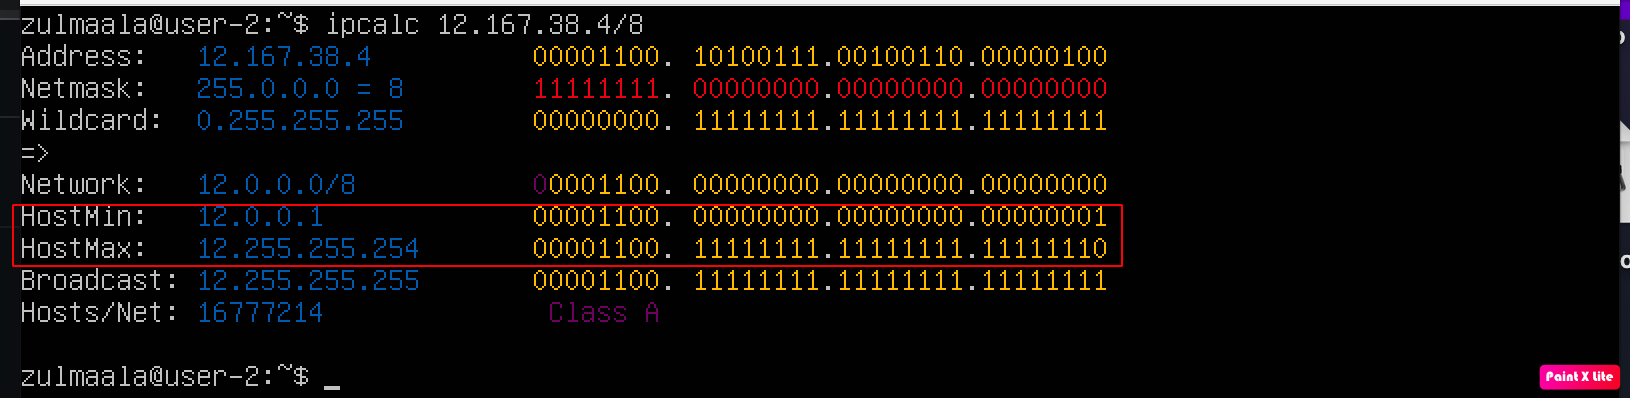 zulmaala@user-2:~$ ipcalc 12.167.38.4/8
Address:   12.167.38.4          00001100. 10100111.00100110.00000100
Netmask:   255.0.0.0 = 8        11111111. 00000000.00000000.00000000
Wildcard:  0.255.255.255        00000000. 11111111.11111111.11111111
=>
Network:   12.0.0.0/8           00001100. 00000000.00000000.00000000
HostMin:   12.0.0.1             00001100. 00000000.00000000.00000001
HostMax:   12.255.255.254       00001100. 11111111.11111111.11111110
Broadcast: 12.255.255.255       00001100. 11111111.11111111.11111111
Hosts/Net: 16777214              Class A
zulmaala@user-2:~$ _
Paint X lite